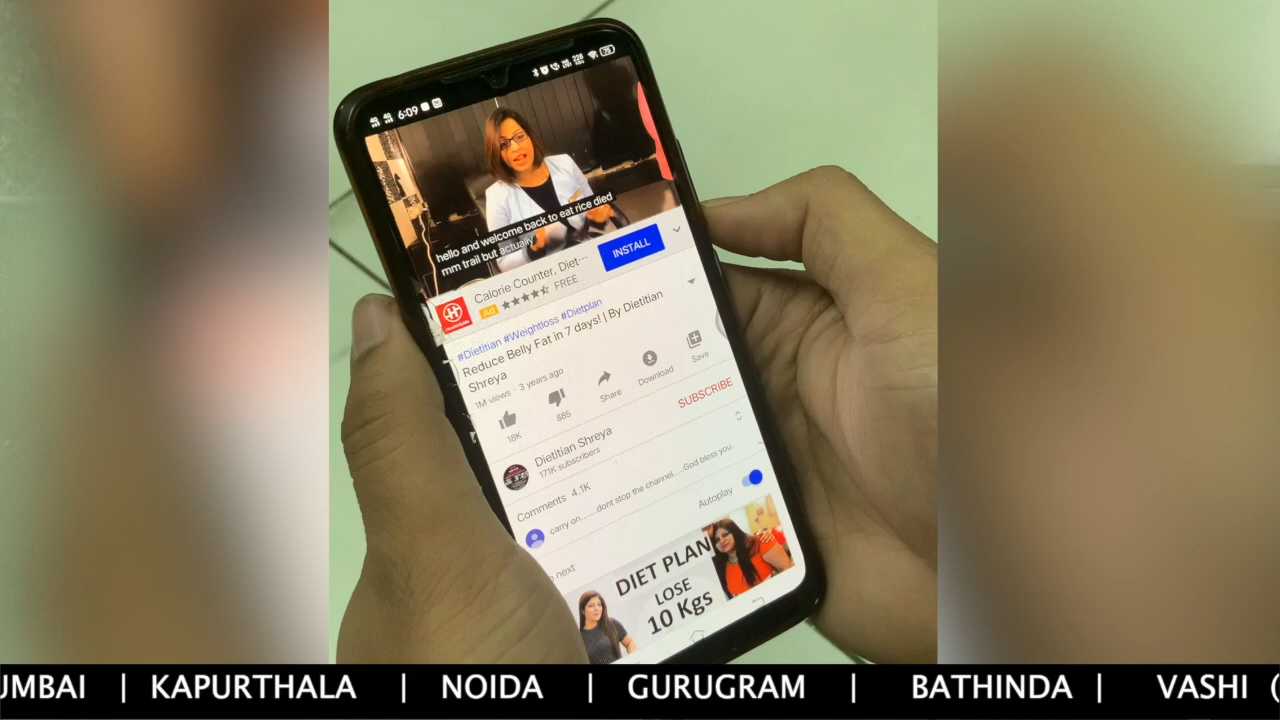 6:09
75
hello and welcome back to eat rice died
mm trail but actually
Calorie Counter, Diet···
INSTALL
Ad
FREE
#Dietitian #Weightloss #Dietplan
Reduce Belly Fat in 7 days! | By Dietitian
Shreya
1M views · 3 years ago
18K
885
Share
Download
Save
Dietitian Shreya
171K subscribers
SUBSCRIBE
Comments 4.1K
carry on.......dont stop the channel.....God bless you.
Autoplay
next
DIET PLAN
LOSE
10 Kgs
UMBAI | KAPURTHALA | NOIDA | GURUGRAM | BATHINDA | VASHI (